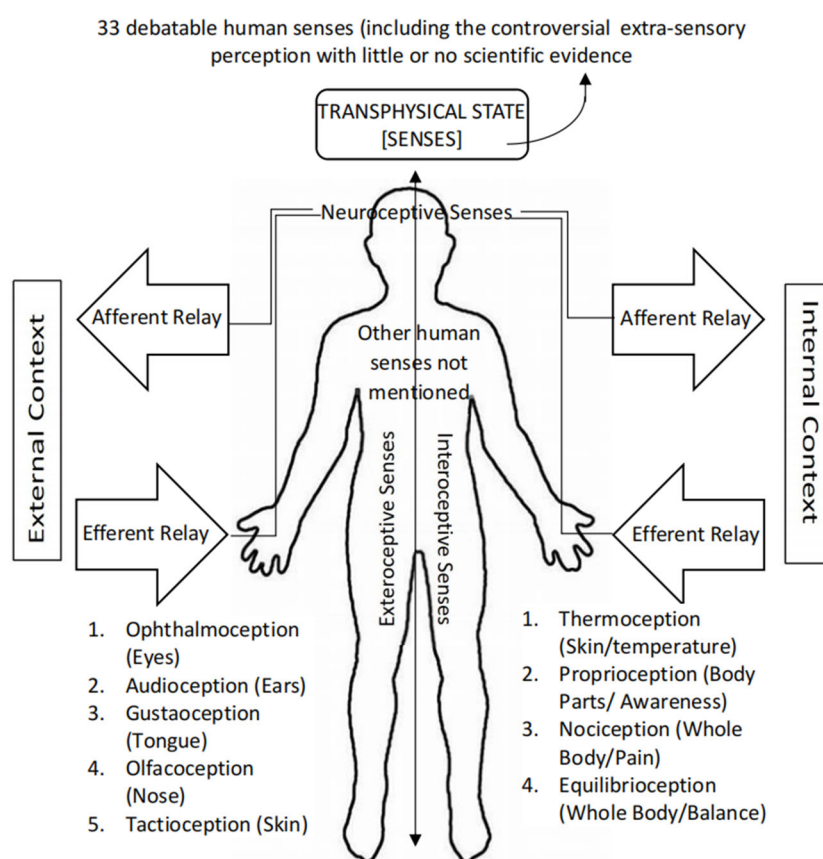 33 debatable human senses (including the controversial extra-sensory
perception with little or no scientific evidence
TRANSPHYSICAL STATE
[SENSES]
Neuroceptive Senses
Afferent Relay
Afferent Relay
External Context
Internal Context
Other human
senses not
mentioned
Exteroceptive Senses
Interoceptive Senses
Efferent Relay
Efferent Relay
1. Ophthalmoception
(Eyes)
2. Audioception (Ears)
3. Gustaoception
(Tongue)
4. Olfacoception
(Nose)
5. Tactioception (Skin)
1. Thermoception
(Skin/temperature)
2. Proprioception (Body
Parts/ Awareness)
3. Nociception (Whole
Body/Pain)
4. Equilibrioception
(Whole Body/Balance)